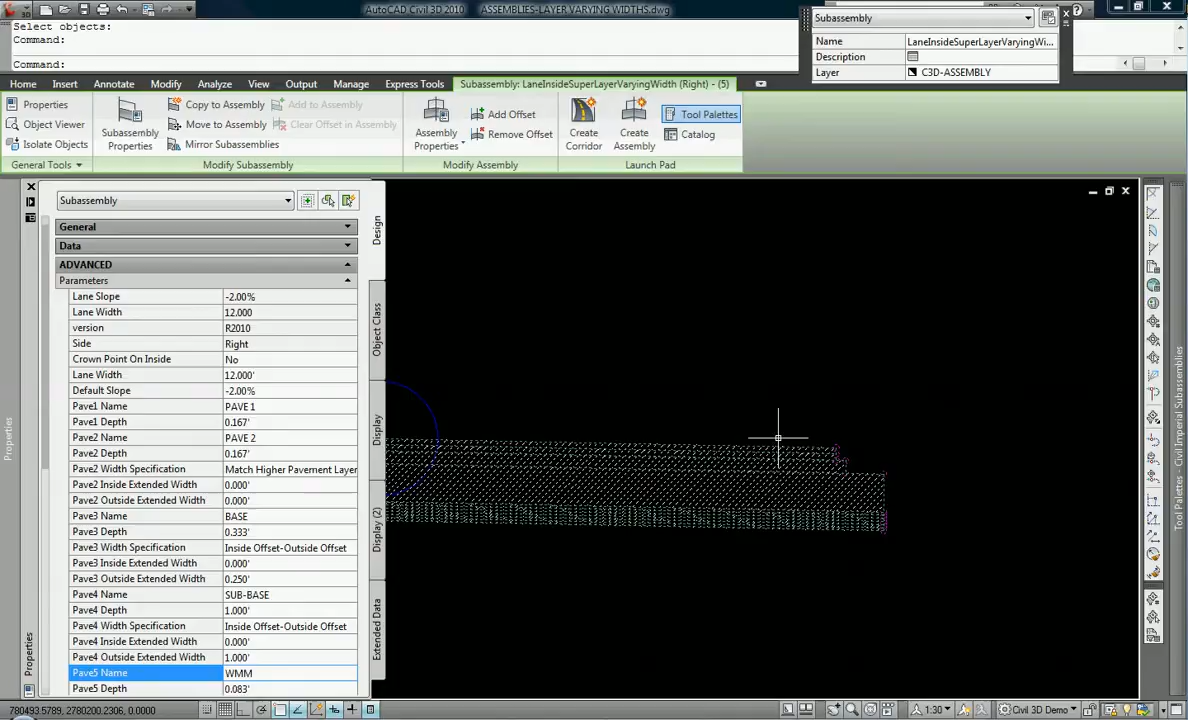 AutoCAD Civil 3D 2010 ASSEMBLIES-LAYER VARYING WIDTHS.dwg
Select objects:
Command:
Command:
Subassembly
Name LaneInsideSuperLayerVaryingWi...
Description
Layer C3D-ASSEMBLY
Home Insert Annotate Modify Analyze View Output Manage Express Tools Subassembly: LaneInsideSuperLayerVaryingWidth (Right) - (5)
Properties
Object Viewer
Isolate Objects
General Tools
Subassembly Properties
Copy to Assembly
Move to Assembly
Mirror Subassemblies
Add to Assembly
Clear Offset in Assembly
Modify Subassembly
Assembly Properties
Add Offset
Remove Offset
Modify Assembly
Create Corridor
Create Assembly
Tool Palettes
Catalog
Launch Pad
Subassembly
General
Data
ADVANCED
Parameters
Lane Slope -2.00%
Lane Width 12.000
version R2010
Side Right
Crown Point On Inside No
Lane Width 12.000'
Default Slope -2.00%
Pave1 Name PAVE 1
Pave1 Depth 0.167'
Pave2 Name PAVE 2
Pave2 Depth 0.167'
Pave2 Width Specification Match Higher Pavement Layer
Pave2 Inside Extended Width 0.000'
Pave2 Outside Extended Width 0.000'
Pave3 Name BASE
Pave3 Depth 0.333'
Pave3 Width Specification Inside Offset-Outside Offset
Pave3 Inside Extended Width 0.000'
Pave3 Outside Extended Width 0.250'
Pave4 Name SUB-BASE
Pave4 Depth 1.000'
Pave4 Width Specification Inside Offset-Outside Offset
Pave4 Inside Extended Width 0.000'
Pave4 Outside Extended Width 1.000'
Pave5 Name WMM
Pave5 Depth 0.083'
Design
Object Class
Display
Display (2)
Extended Data
Properties
Properties
Tool Palettes - Civil Imperial Subassemblies
780493.5789, 2780200.2106, 0.0000
1:30
Civil 3D Demo